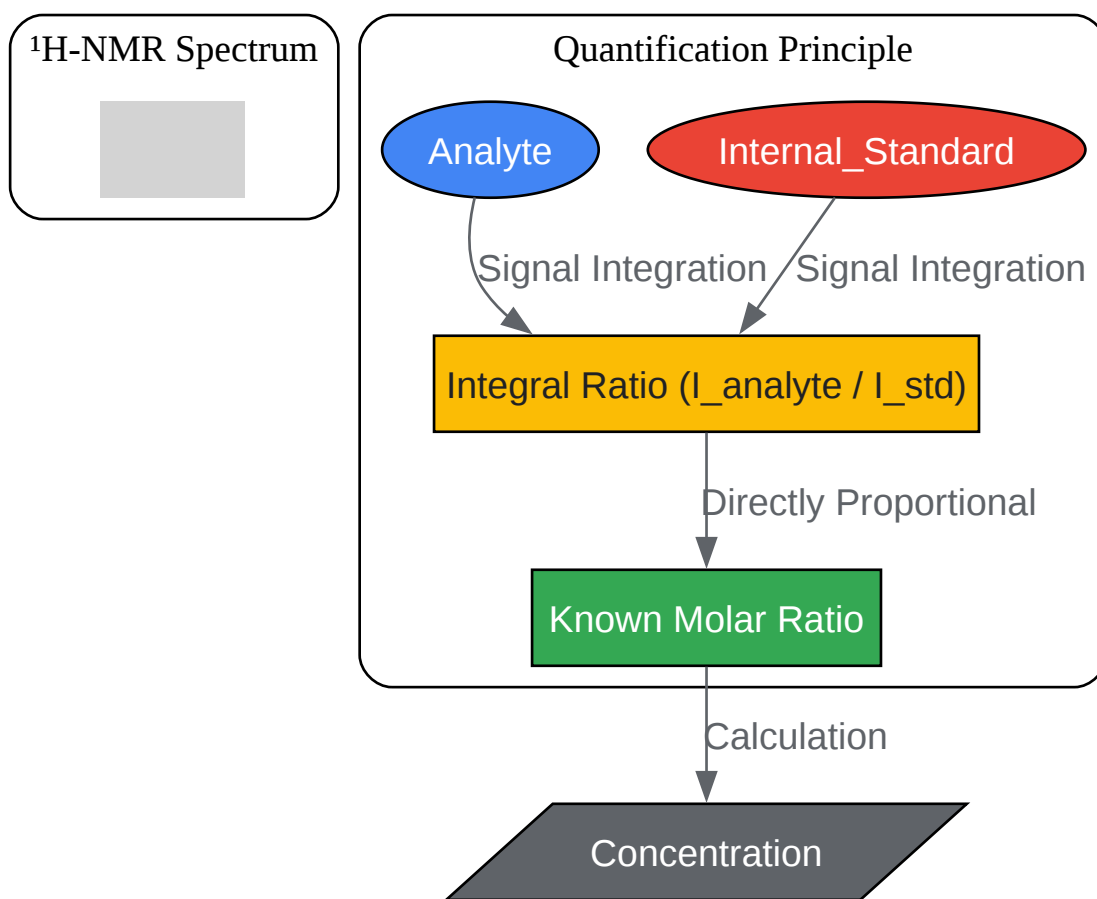 ¹H-NMR Spectrum
Quantification Principle
Analyte
Internal_Standard
Signal Integration
Signal Integration
Integral Ratio (I_analyte / I_std)
Directly Proportional
Known Molar Ratio
Calculation
Concentration